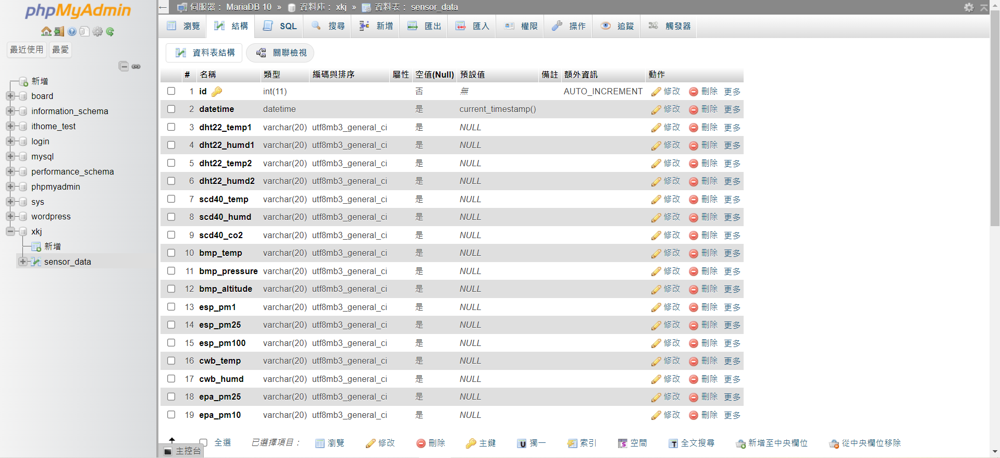 phpMyAdmin
最近使用 最愛
新增
board
information_schema
ithome_test
login
mysql
performance_schema
phpmyadmin
sys
wordpress
xkj
新增
sensor_data
伺服器： MariaDB 10 » 資料庫： xkj » 資料表： sensor_data
瀏覽 結構 SQL 搜尋 新增 匯出 匯入 權限 操作 追蹤 觸發器
資料表結構 關聯檢視
# 名稱 類型 編碼與排序 屬性 空值(Null) 預設值 備註 額外資訊 動作
1 id int(11) 否 無 AUTO_INCREMENT 修改 刪除 更多
2 datetime datetime 是 current_timestamp() 修改 刪除 更多
3 dht22_temp1 varchar(20) utf8mb3_general_ci 是 NULL 修改 刪除 更多
4 dht22_humd1 varchar(20) utf8mb3_general_ci 是 NULL 修改 刪除 更多
5 dht22_temp2 varchar(20) utf8mb3_general_ci 是 NULL 修改 刪除 更多
6 dht22_humd2 varchar(20) utf8mb3_general_ci 是 NULL 修改 刪除 更多
7 scd40_temp varchar(20) utf8mb3_general_ci 是 NULL 修改 刪除 更多
8 scd40_humd varchar(20) utf8mb3_general_ci 是 NULL 修改 刪除 更多
9 scd40_co2 varchar(20) utf8mb3_general_ci 是 NULL 修改 刪除 更多
10 bmp_temp varchar(20) utf8mb3_general_ci 是 NULL 修改 刪除 更多
11 bmp_pressure varchar(20) utf8mb3_general_ci 是 NULL 修改 刪除 更多
12 bmp_altitude varchar(20) utf8mb3_general_ci 是 NULL 修改 刪除 更多
13 esp_pm1 varchar(20) utf8mb3_general_ci 是 NULL 修改 刪除 更多
14 esp_pm25 varchar(20) utf8mb3_general_ci 是 NULL 修改 刪除 更多
15 esp_pm100 varchar(20) utf8mb3_general_ci 是 NULL 修改 刪除 更多
16 cwb_temp varchar(20) utf8mb3_general_ci 是 NULL 修改 刪除 更多
17 cwb_humd varchar(20) utf8mb3_general_ci 是 NULL 修改 刪除 更多
18 epa_pm25 varchar(20) utf8mb3_general_ci 是 NULL 修改 刪除 更多
19 epa_pm10 varchar(20) utf8mb3_general_ci 是 NULL 修改 刪除 更多
全選 已選擇項目： 瀏覽 修改 刪除 主鍵 獨一 索引 空間 全文搜尋 新增至中央欄位 從中央欄位移除
主控台